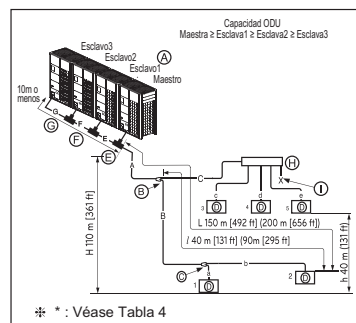 Capacidad ODU
Maestra ≥ Esclava1 ≥ Esclava2 ≥ Esclava3
Esclavo3
Esclavo2
Esclavo1
Maestro
A
10m o
menos
G
F
E
G
F
E
A
C
H
B
X
I
c
d
e
3 D
4 D
5 D
B
L 150 m [492 ft] (200 m [656 ft])
l 40 m [131 ft] (90m [295 ft]
H 110 m [361 ft]
h 40 m [131 ft]
C
a
b
1 D
2 D
※ * : Véase Tabla 4